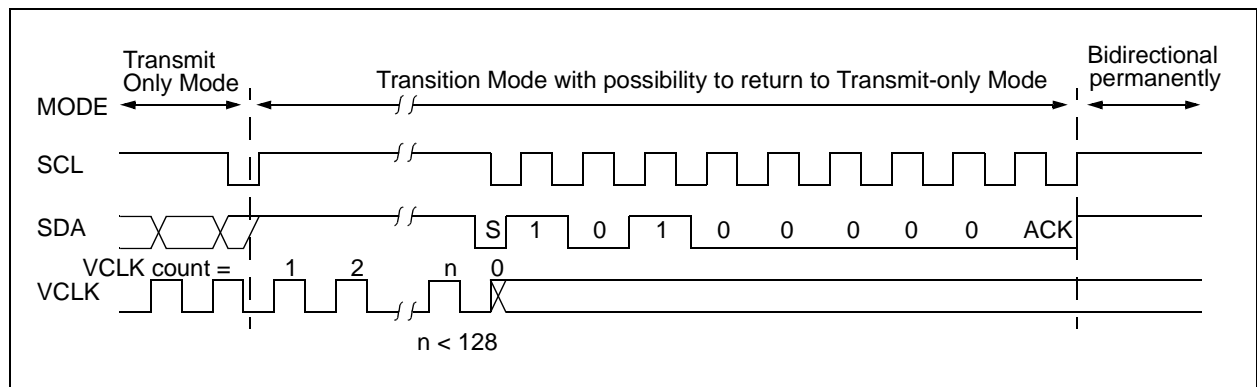 Transmit
Only Mode
Transition Mode with possibility to return to Transmit-only Mode
Bidirectional
permanently
MODE
SCL
SDA
S 1 0 1 0 0 0 0 0 ACK
VCLK count = 1 2 n 0
VCLK
n < 128